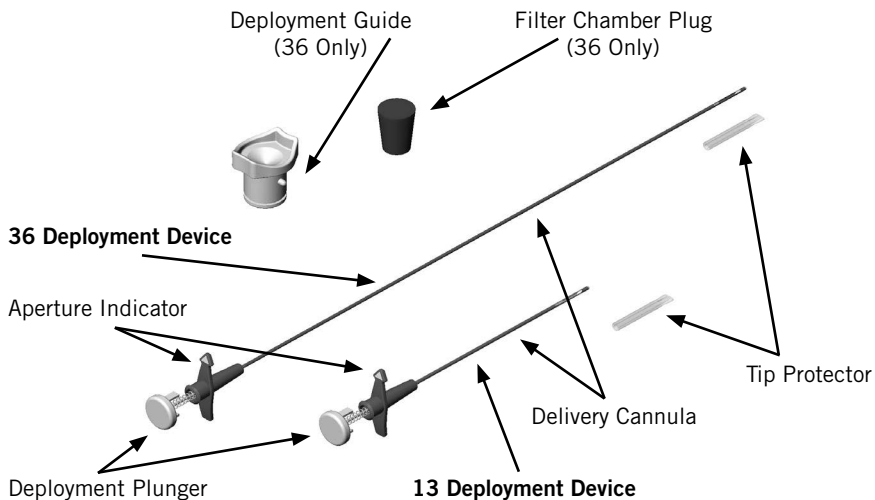 Deployment Guide
(36 Only)
Filter Chamber Plug
(36 Only)
36 Deployment Device
Aperture Indicator
Tip Protector
Delivery Cannula
Deployment Plunger
13 Deployment Device